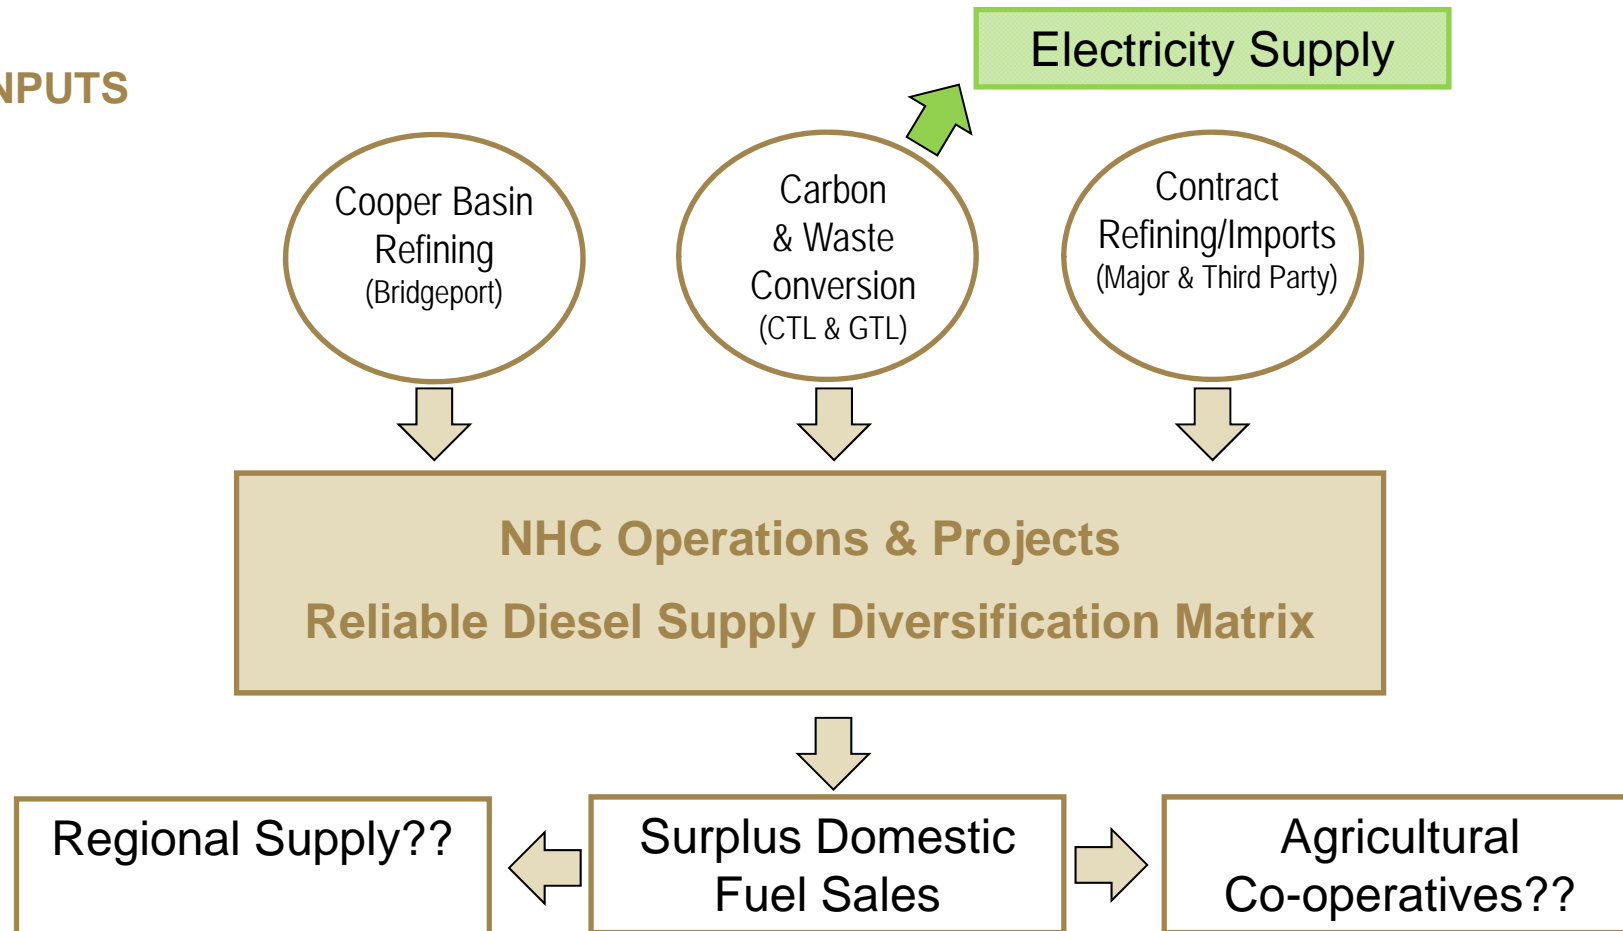 Electricity Supply
NPUTS
Cooper Basin
Refining
(Bridgeport)
Carbon
& Waste
Conversion
(CTL & GTL)
Contract
Refining/Imports
(Major & Third Party)
NHC Operations & Projects
Reliable Diesel Supply Diversification Matrix
Regional Supply??
Surplus Domestic
Fuel Sales
Agricultural
Co-operatives??